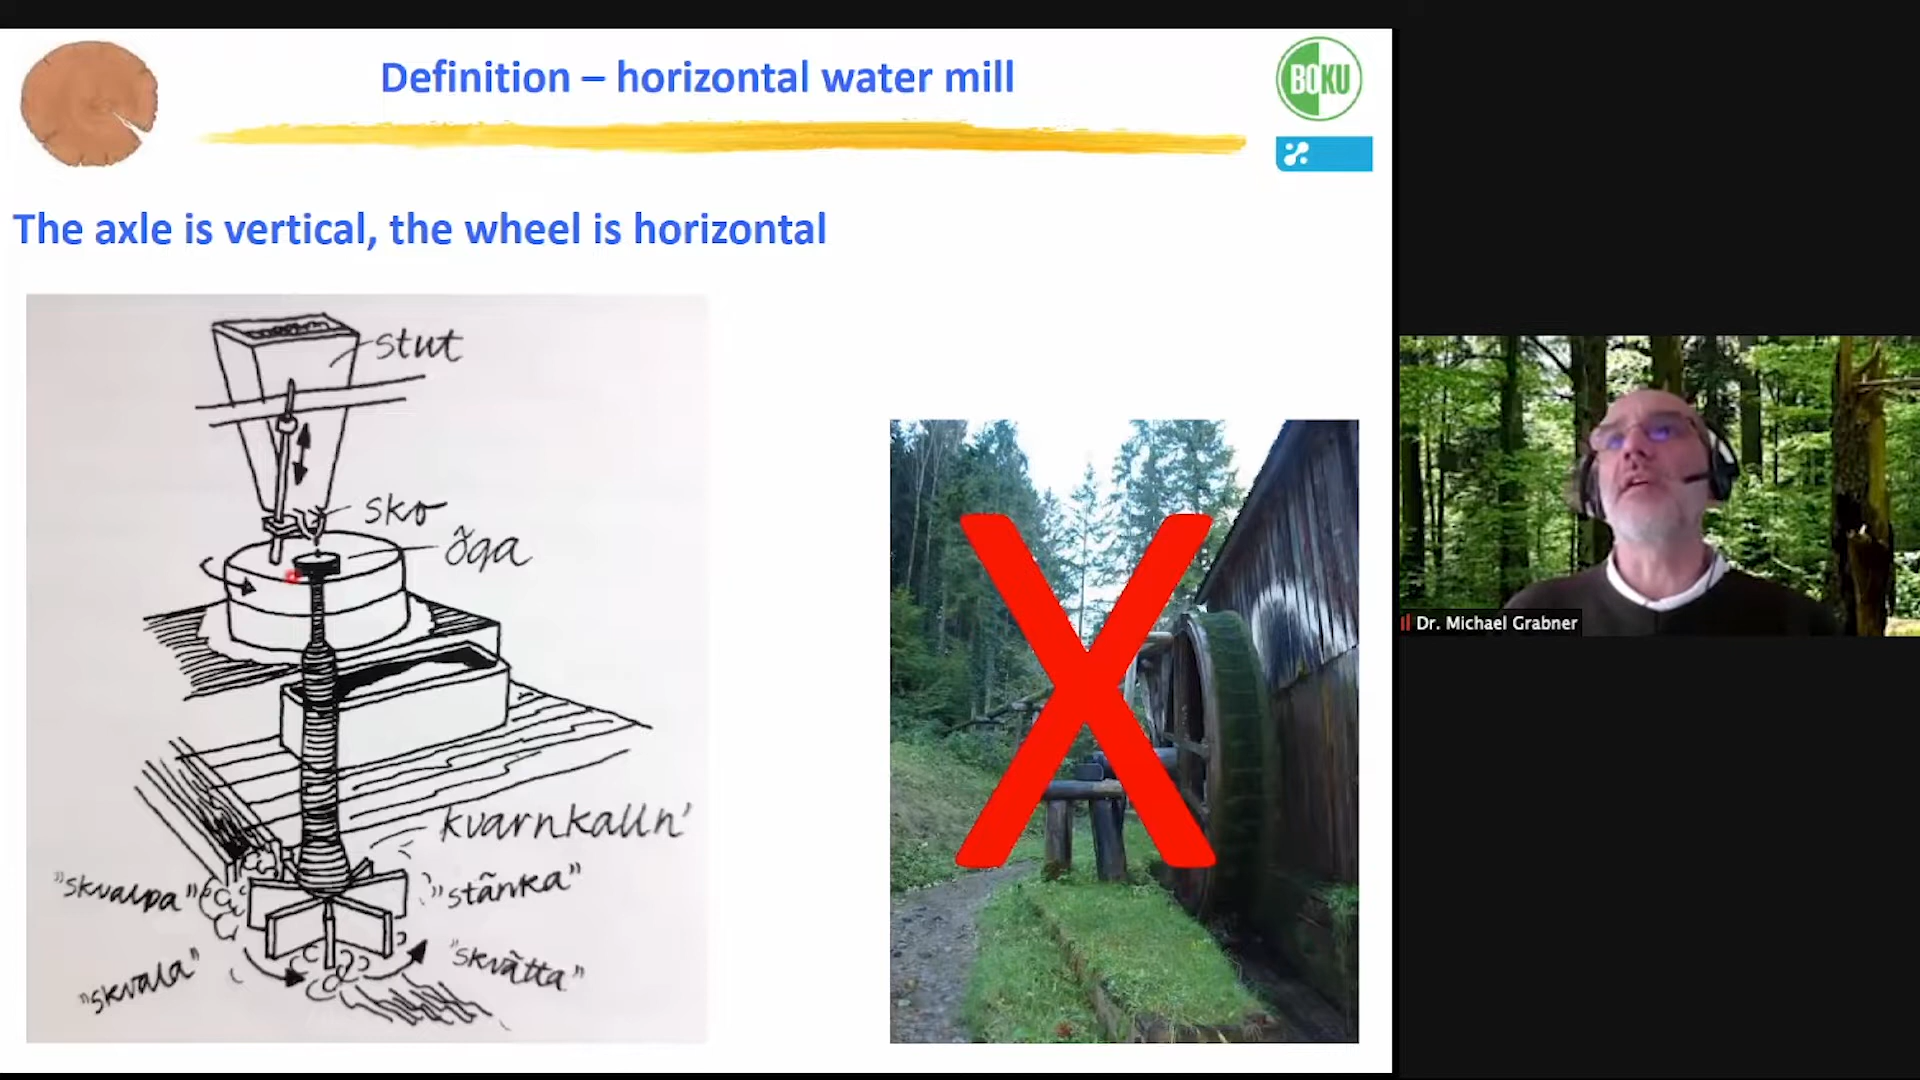 Definition – horizontal water mill
BOKU
The axle is vertical, the wheel is horizontal
stut
sko
öga
kvarnkalln'
"skvalpa"
"stänka"
"skvala"
"skvätta"
Dr. Michael Grabner